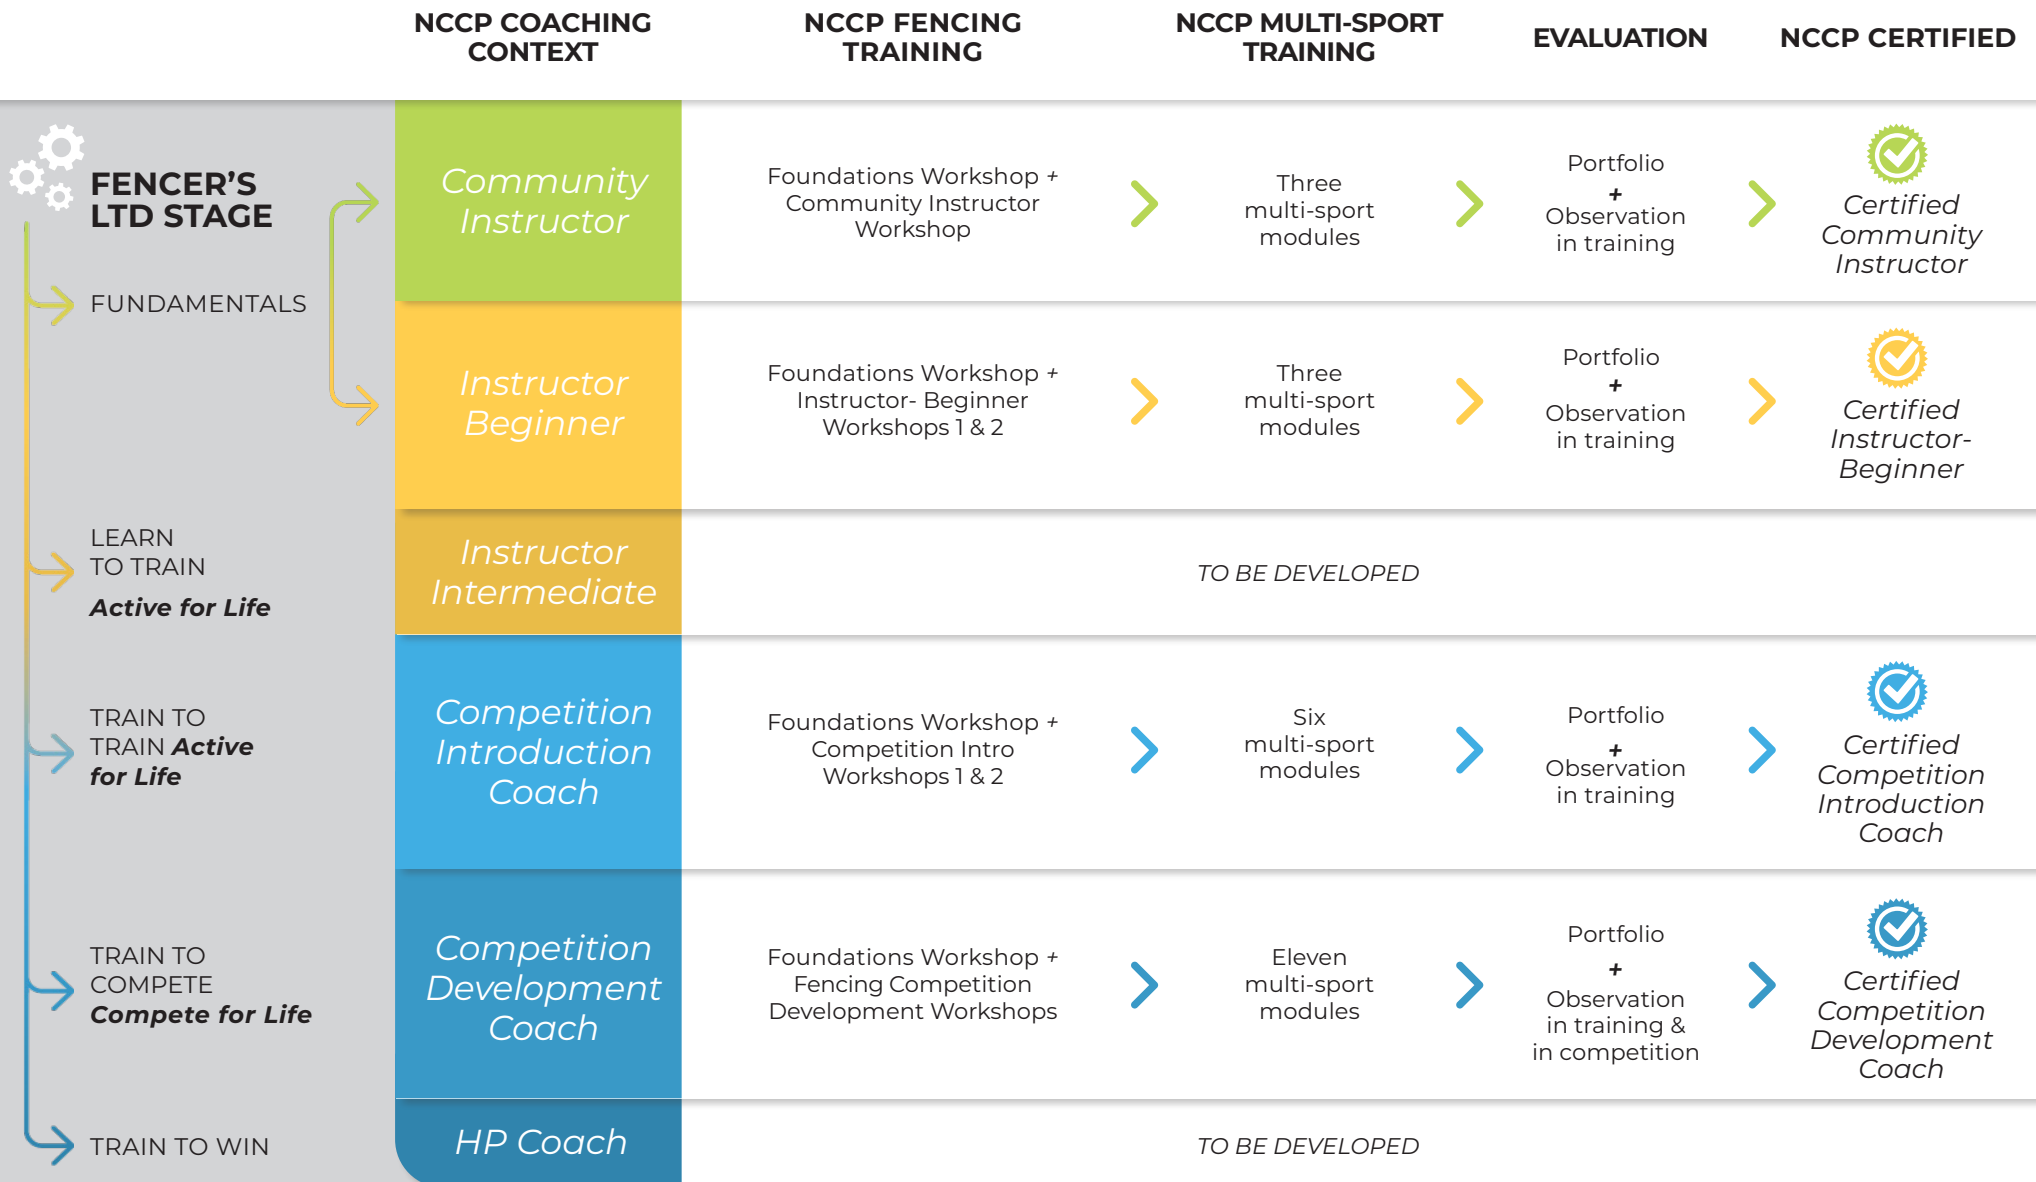 NCCP COACHING
CONTEXT
NCCP FENCING
TRAINING
NCCP MULTI-SPORT
TRAINING
EVALUATION
NCCP CERTIFIED
FENCER'S
LTD STAGE
FUNDAMENTALS
Community
Instructor
Foundations Workshop +
Community Instructor
Workshop
Three
multi-sport
modules
Portfolio
+
Observation
in training
Certified
Community
Instructor
Instructor
Beginner
Foundations Workshop +
Instructor- Beginner
Workshops 1 & 2
Three
multi-sport
modules
Portfolio
+
Observation
in training
Certified
Instructor-
Beginner
LEARN
TO TRAIN
Active for Life
Instructor
Intermediate
TO BE DEVELOPED
TRAIN TO
TRAIN Active
for Life
Competition
Introduction
Coach
Foundations Workshop +
Competition Intro
Workshops 1 & 2
Six
multi-sport
modules
Portfolio
+
Observation
in training
Certified
Competition
Introduction
Coach
TRAIN TO
COMPETE
Compete for Life
Competition
Development
Coach
Foundations Workshop +
Fencing Competition
Development Workshops
Eleven
multi-sport
modules
Portfolio
+
Observation
in training &
in competition
Certified
Competition
Development
Coach
TRAIN TO WIN
HP Coach
TO BE DEVELOPED